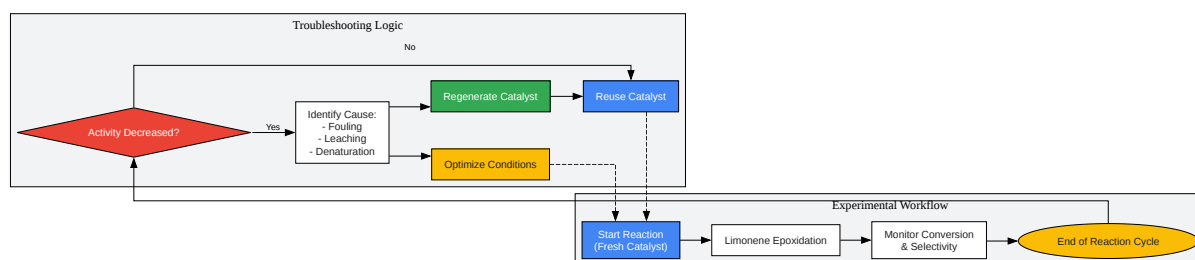 Troubleshooting Logic
No
Regenerate Catalyst
Reuse Catalyst
Activity Decreased?
Yes
Identify Cause:
- Fouling
- Leaching
- Denaturation
Optimize Conditions
Experimental Workflow
Start Reaction
(Fresh Catalyst)
Limonene Epoxidation
Monitor Conversion
& Selectivity
End of Reaction Cycle